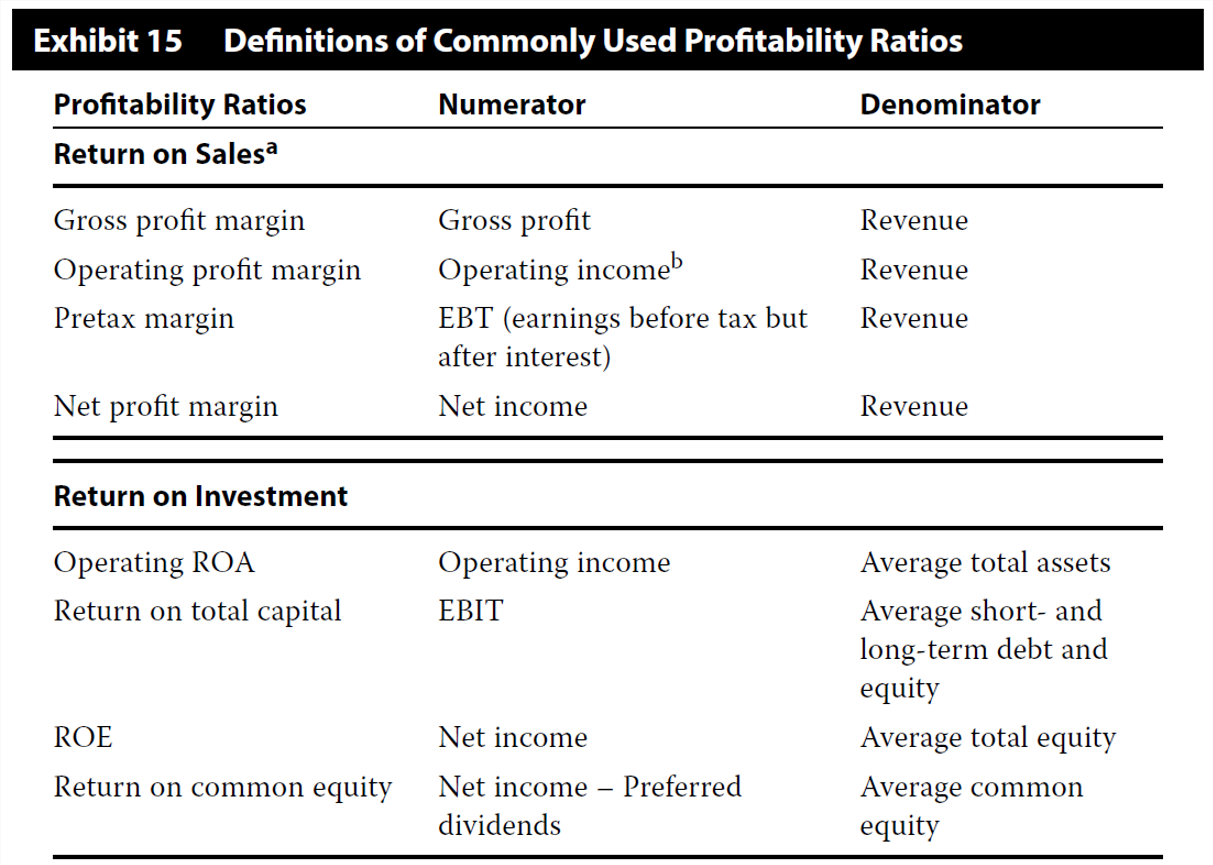 Exhibit 15 Definitions of Commonly Used Profitability Ratios
Profitability Ratios Numerator Denominator
Return on Salesa
Gross profit margin Gross profit Revenue
Operating profit margin Operating incomeb Revenue
Pretax margin EBT (earnings before tax but Revenue
after interest)
Net profit margin Net income Revenue
Return on Investment
Operating ROA Operating income Average total assets
Return on total capital EBIT Average short- and
long-term debt and
equity
ROE Net income Average total equity
Return on common equity Net income – Preferred Average common
dividends equity